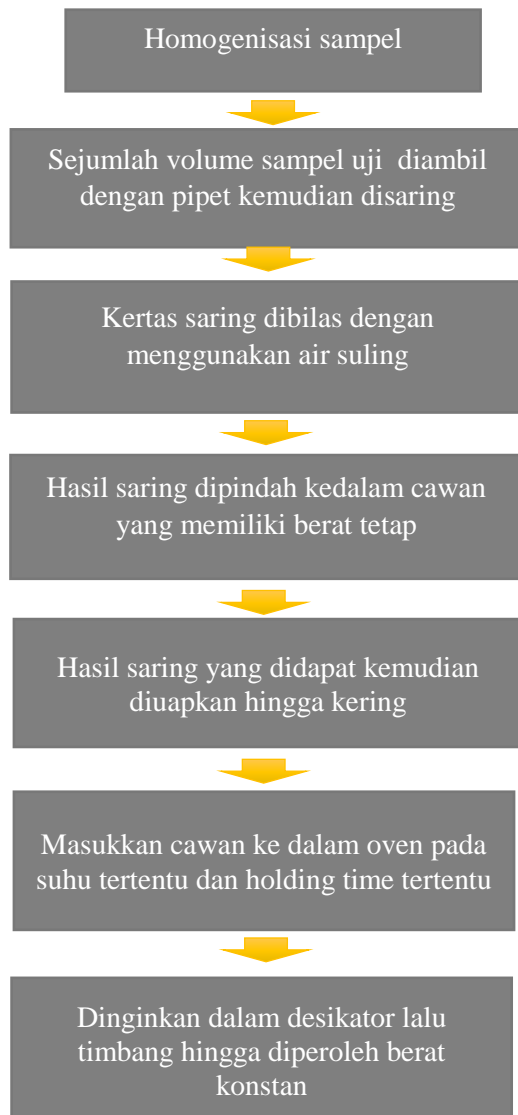 Homogenisasi sampel
Sejumlah volume sampel uji diambil
dengan pipet kemudian disaring
Kertas saring dibilas dengan
menggunakan air suling
Hasil saring dipindah kedalam cawan
yang memiliki berat tetap
Hasil saring yang didapat kemudian
diuapkan hingga kering
Masukkan cawan ke dalam oven pada
suhu tertentu dan holding time tertentu
Dinginkan dalam desikator lalu
timbang hingga diperoleh berat
konstan